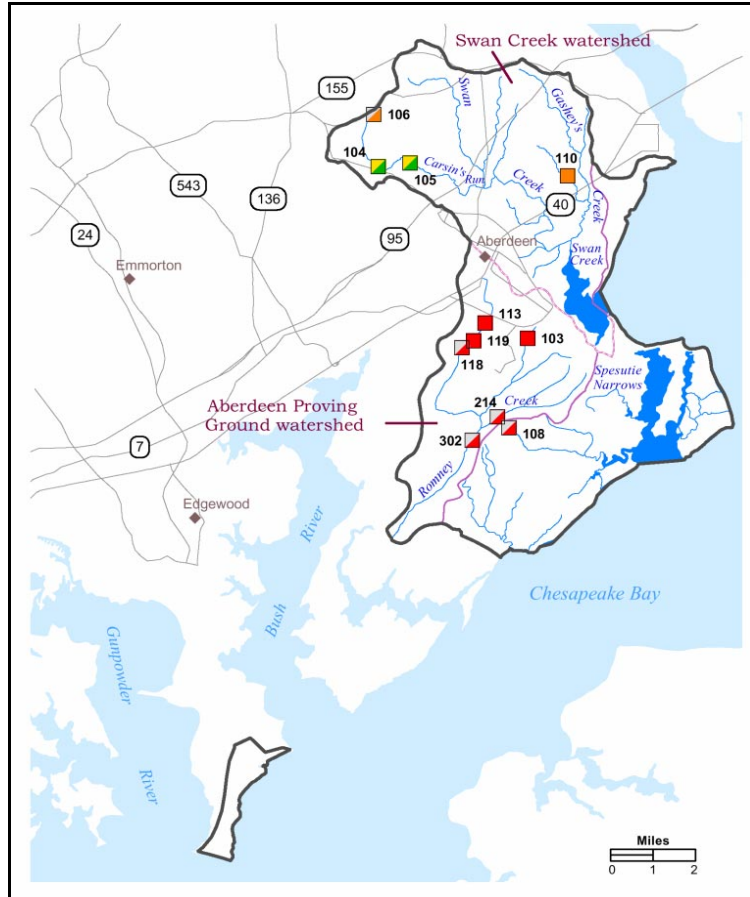 Swan Creek watershed
155
Swan
Gashey's
106
104
105
Carsin's Run
110
Creek
Creek
543
136
40
24
95
Aberdeen
Swan
Creek
Emmorton
113
119
103
118
Spesutie
Narrows
Aberdeen Proving
Ground watershed
214
Creek
108
302
7
Romney
Edgewood
River
Bush
Chesapeake Bay
Gunpowder
River
Miles
0 1 2